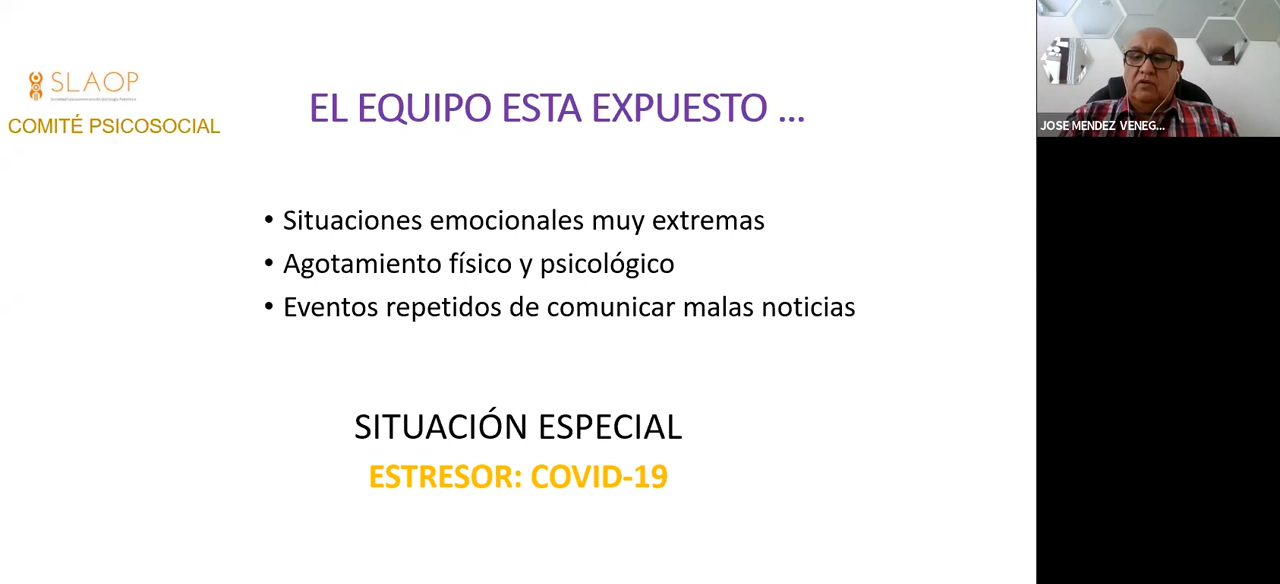 SLAOP
COMITÉ PSICOSOCIAL
EL EQUIPO ESTA EXPUESTO ...
• Situaciones emocionales muy extremas
• Agotamiento físico y psicológico
• Eventos repetidos de comunicar malas noticias
SITUACIÓN ESPECIAL
ESTRESOR: COVID-19
JOSE MENDEZ VENEG...